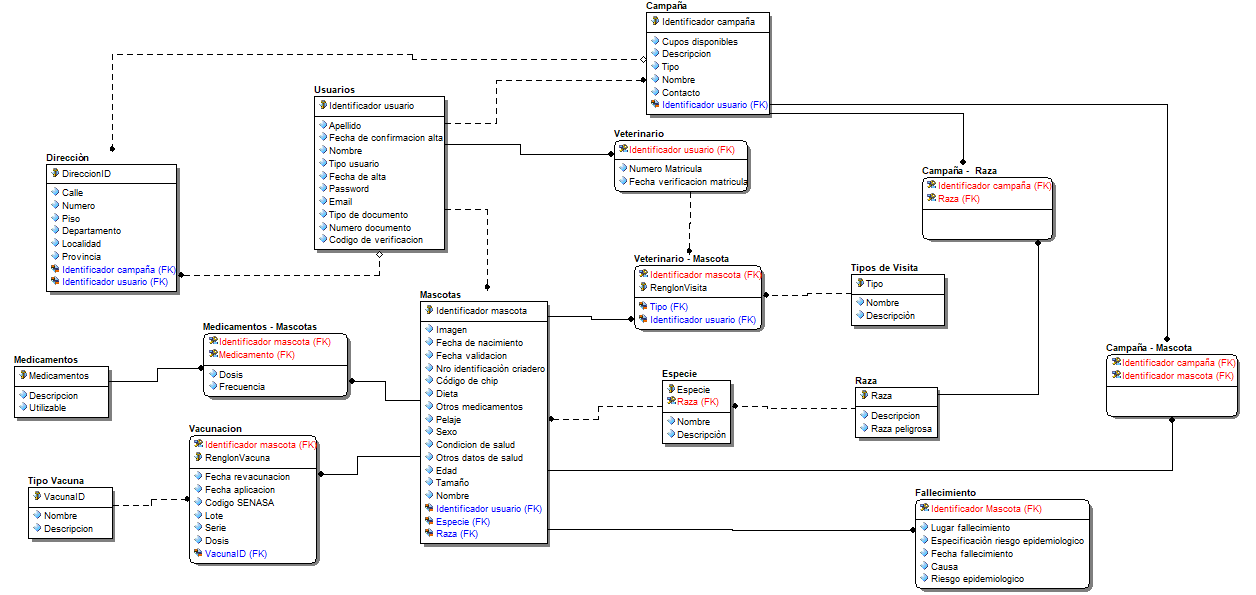 Campaña
Identificador campaña
Cupos disponibles
Descripcion
Tipo
Nombre
Contacto
Identificador usuario (FK)
Usuarios
Identificador usuario
Apellido
Fecha de confirmacion alta
Nombre
Tipo usuario
Fecha de alta
Password
Email
Tipo de documento
Numero documento
Codigo de verificacion
Veterinario
Identificador usuario (FK)
Numero Matricula
Fecha verificacion matricula
Direcciòn
DireccionID
Calle
Numero
Piso
Departamento
Localidad
Provincia
Identificador campaña (FK)
Identificador usuario (FK)
Campaña - Raza
Identificador campaña (FK)
Raza (FK)
Veterinario - Mascota
Identificador mascota (FK)
RenglonVisita
Tipo (FK)
Identificador usuario (FK)
Tipos de Visita
Tipo
Nombre
Descripciòn
Mascotas
Identificador mascota
Imagen
Fecha de nacimiento
Fecha validacion
Nro identificación criadero
Código de chip
Dieta
Otros medicamentos
Pelaje
Sexo
Condicion de salud
Otros datos de salud
Edad
Tamaño
Nombre
Identificador usuario (FK)
Especie (FK)
Raza (FK)
Medicamentos - Mascotas
Identificador mascota (FK)
Medicamento (FK)
Dosis
Frecuencia
Medicamentos
Medicamentos
Descripcion
Utilizable
Campaña - Mascota
Identificador campaña (FK)
Identificador mascota (FK)
Especie
Especie
Raza (FK)
Nombre
Descripciòn
Raza
Raza
Descripcion
Raza peligrosa
Vacunacion
Identificador mascota (FK)
RenglonVacuna
Fecha revacunacion
Fecha aplicacion
Codigo SENASA
Lote
Serie
Dosis
VacunaID (FK)
Tipo Vacuna
VacunaID
Nombre
Descripcion
Fallecimiento
Identificador Mascota (FK)
Lugar fallecimiento
Especificaciòn riesgo epidemiologico
Fecha fallecimiento
Causa
Riesgo epidemiologico